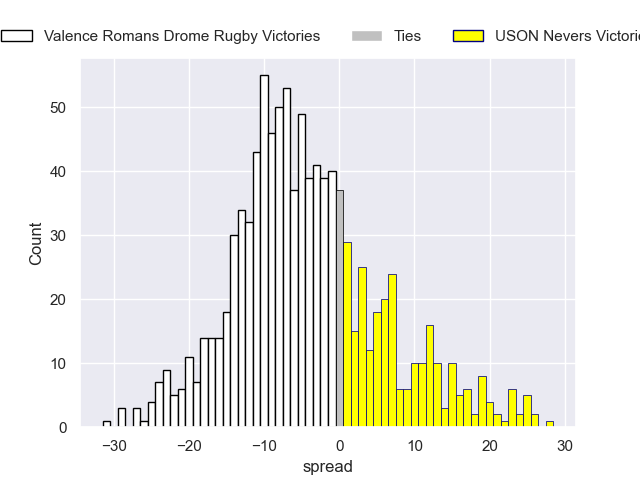 Valence Romans Drome Rugby Victories Ties USON Nevers Victori
50
40
30
20
10
0
Count
−30 −20 −10 0 10 20 30
spread